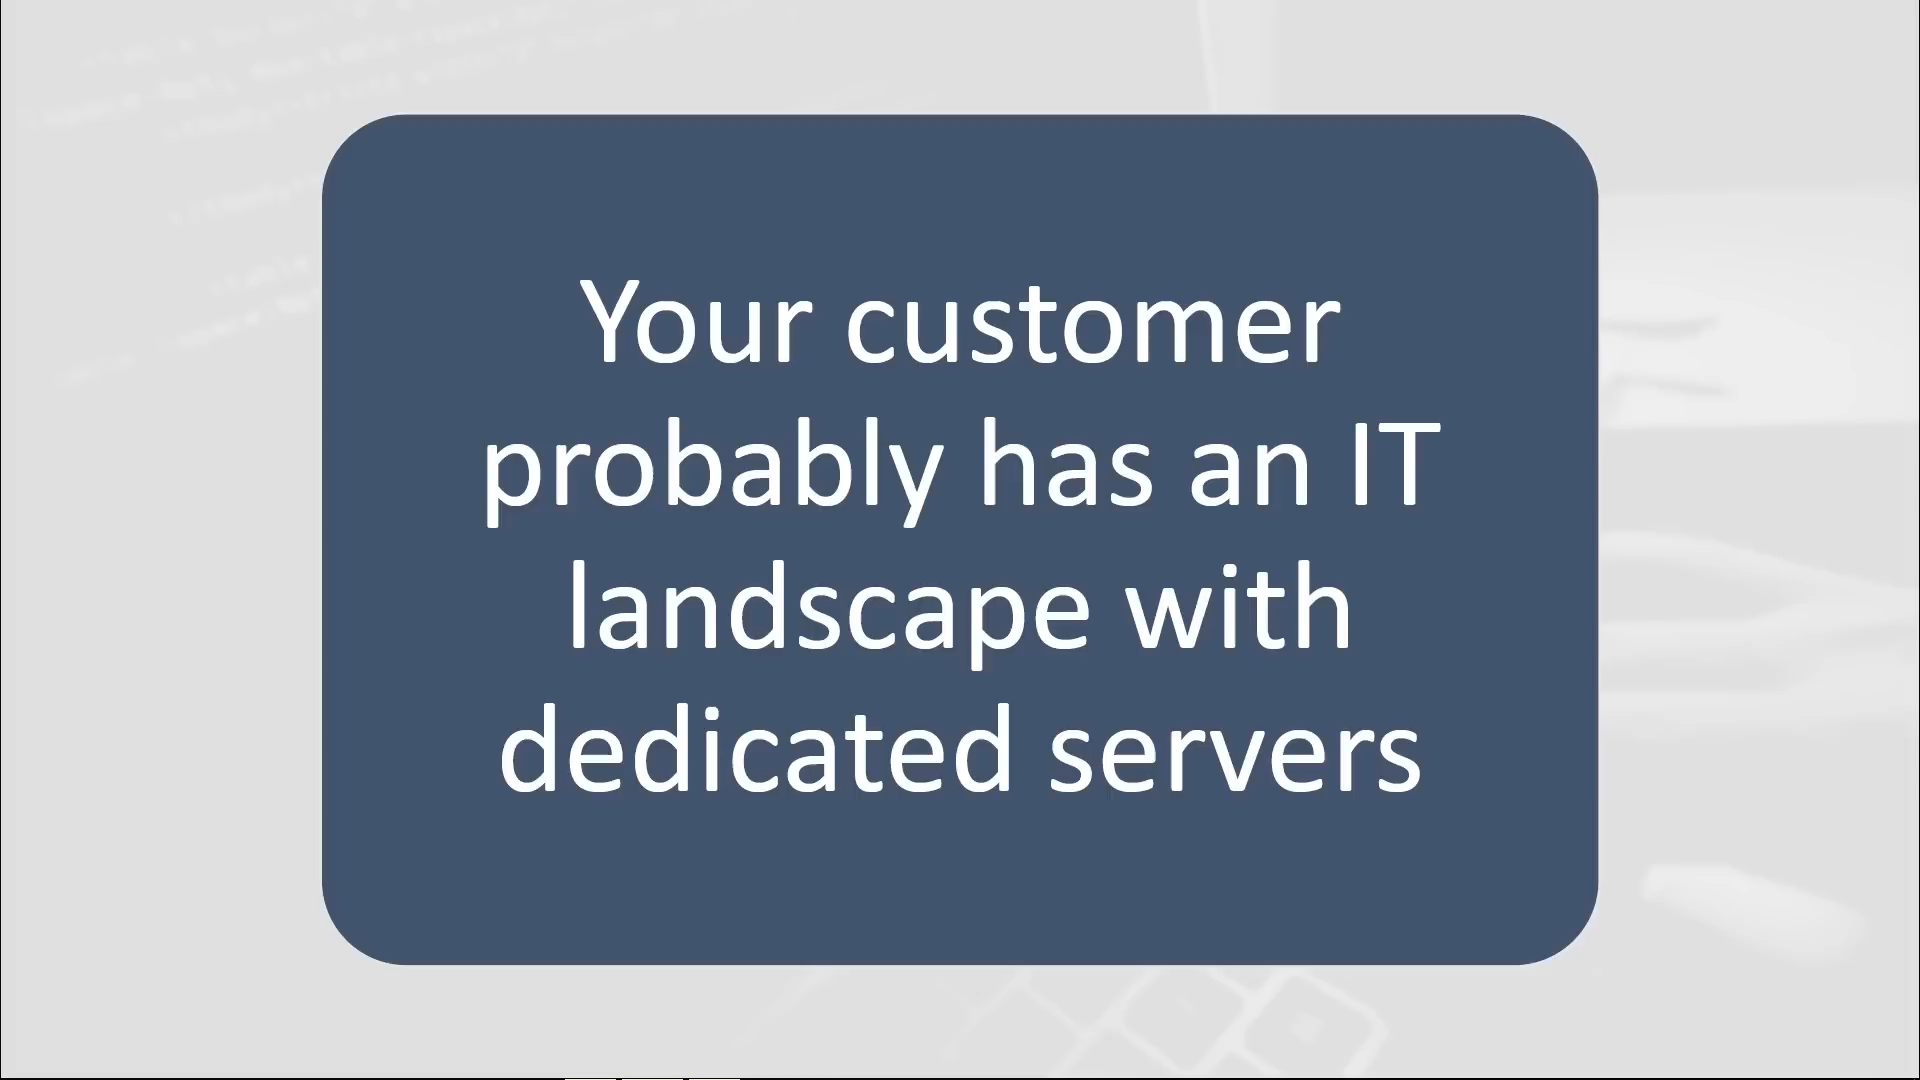 Your customer
probably has an IT
landscape with
dedicated servers